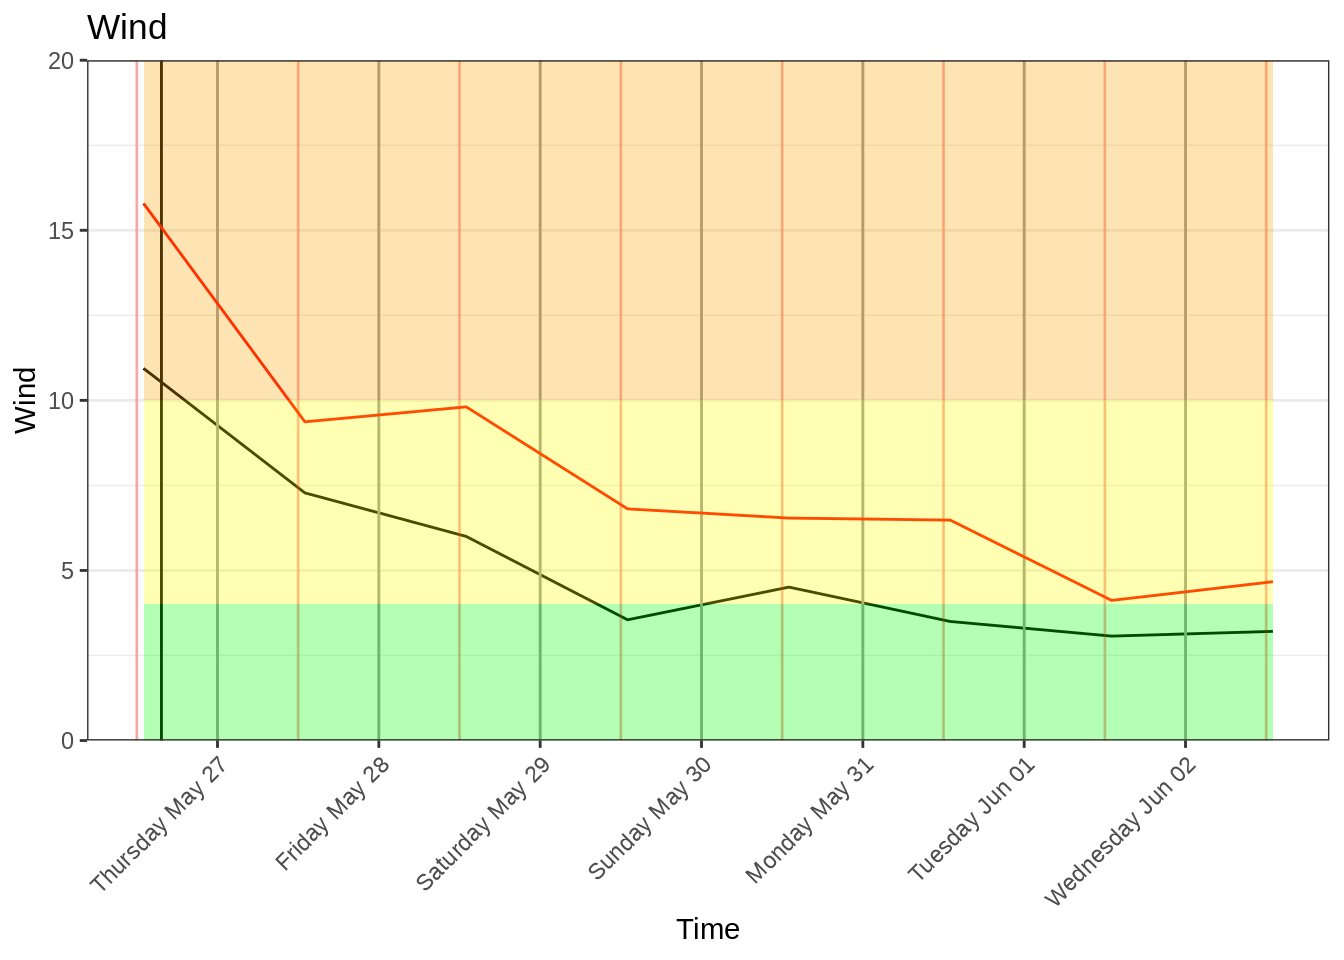 Wind
20
15
10
5
0
Wind
Thursday May 27
Friday May 28
Saturday May 29
Sunday May 30
Monday May 31
Tuesday Jun 01
Wednesday Jun 02
Time